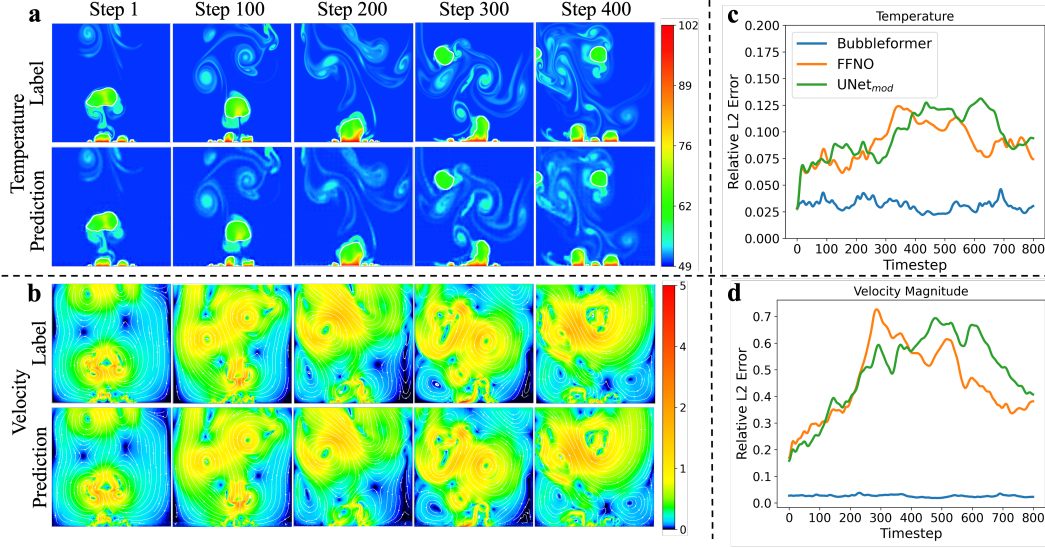 a
Step 1 Step 100 Step 200 Step 300 Step 400
Temperature
Label
Prediction
102
89
76
62
49
b
Velocity
Label
Prediction
5
4
2
1
0
c
Temperature
Relative L2 Error
0.200
0.175
0.150
0.125
0.100
0.075
0.050
0.025
0.000
Bubbleformer
FFNO
UNetmod
0 100 200 300 400 500 600 700 800
Timestep
d
Velocity Magnitude
Relative L2 Error
0.7
0.6
0.5
0.4
0.3
0.2
0.1
0.0
0 100 200 300 400 500 600 700 800
Timestep